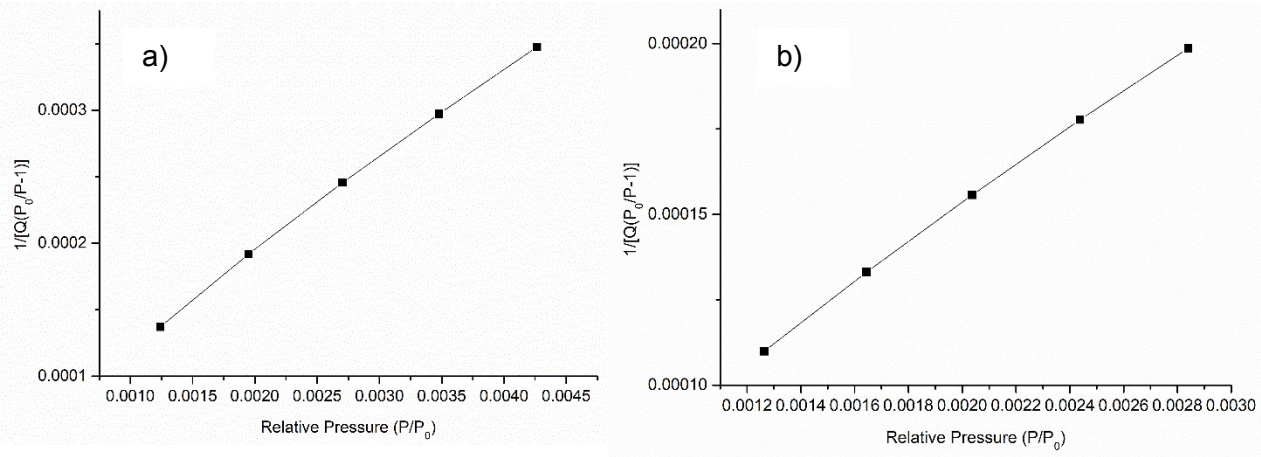 a)
1/[Q(P0/P-1)]
0.0003
0.0002
0.0001
0.0010 0.0015 0.0020 0.0025 0.0030 0.0035 0.0040 0.0045
Relative Pressure (P/P0)
b)
1/[Q(P0/P-1)]
0.00020
0.00015
0.00010
0.0012 0.0014 0.0016 0.0018 0.0020 0.0022 0.0024 0.0026 0.0028 0.0030
Relative Pressure (P/P0)